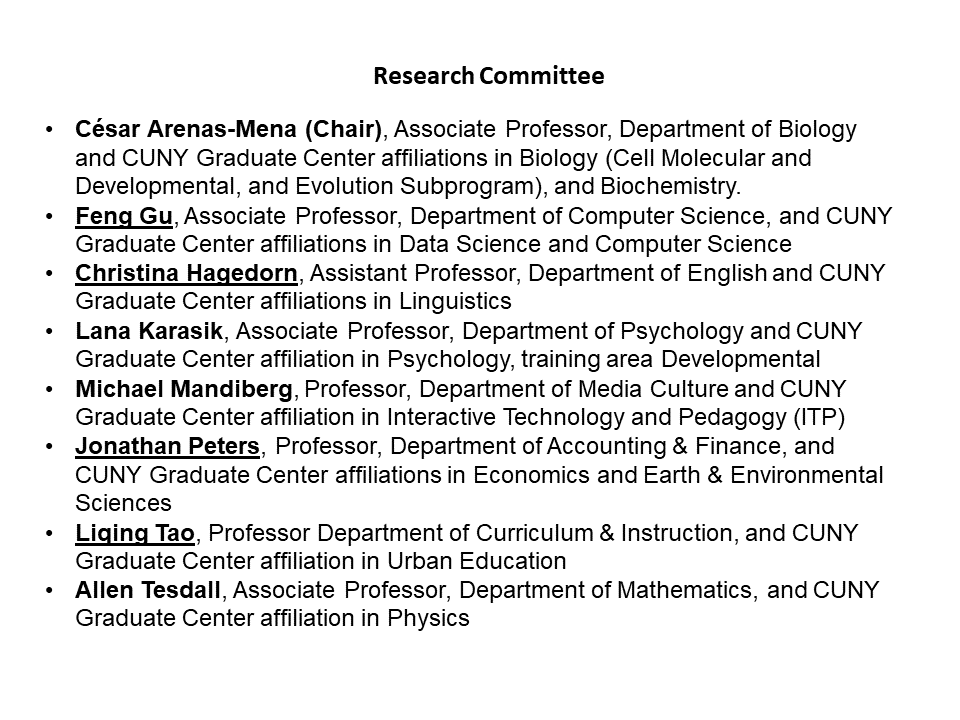 Research Committee
• César Arenas-Mena (Chair), Associate Professor, Department of Biology
and CUNY Graduate Center affiliations in Biology (Cell Molecular and
Developmental, and Evolution Subprogram), and Biochemistry.
• Feng Gu, Associate Professor, Department of Computer Science, and CUNY
Graduate Center affiliations in Data Science and Computer Science
• Christina Hagedorn, Assistant Professor, Department of English and CUNY
Graduate Center affiliations in Linguistics
• Lana Karasik, Associate Professor, Department of Psychology and CUNY
Graduate Center affiliation in Psychology, training area Developmental
• Michael Mandiberg, Professor, Department of Media Culture and CUNY
Graduate Center affiliation in Interactive Technology and Pedagogy (ITP)
• Jonathan Peters, Professor, Department of Accounting & Finance, and
CUNY Graduate Center affiliations in Economics and Earth & Environmental
Sciences
• Liqing Tao, Professor Department of Curriculum & Instruction, and CUNY
Graduate Center affiliation in Urban Education
• Allen Tesdall, Associate Professor, Department of Mathematics, and CUNY
Graduate Center affiliation in Physics